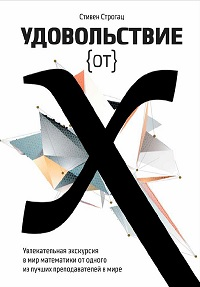 Стивен Строгац
УДОВОЛЬСТВИЕ
{ОТ}
X
Увлекательная экскурсия
в мир математики от одного
из лучших преподавателей в мире